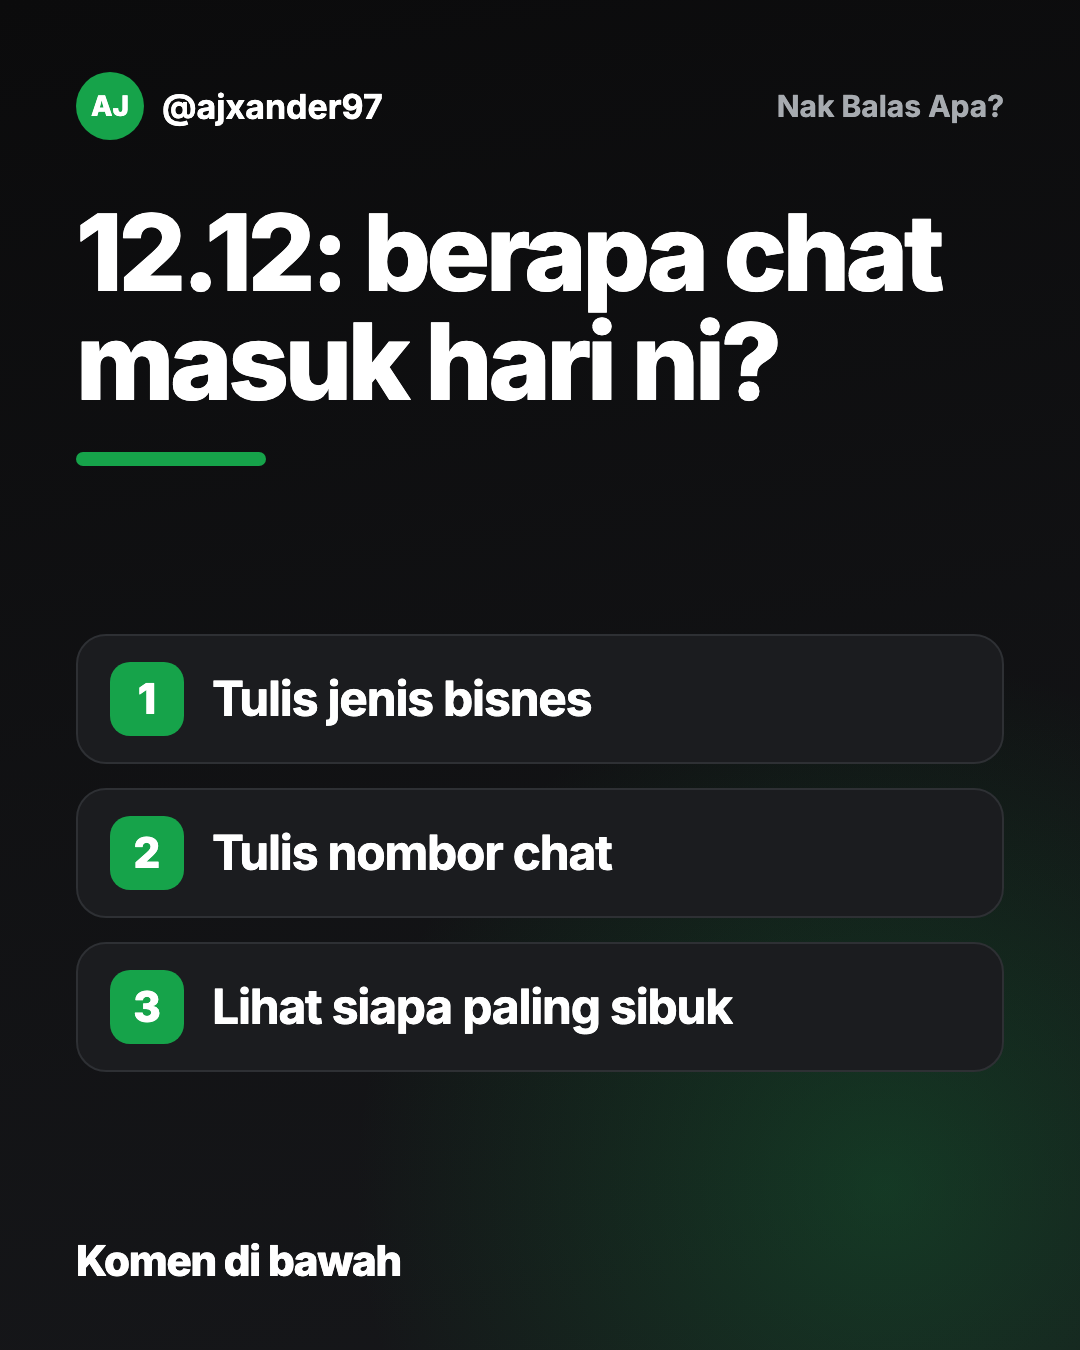 AJ @ajxander97
Nak Balas Apa?
12.12: berapa chat
masuk hari ni?
1 Tulis jenis bisnes
2 Tulis nombor chat
3 Lihat siapa paling sibuk
Komen di bawah